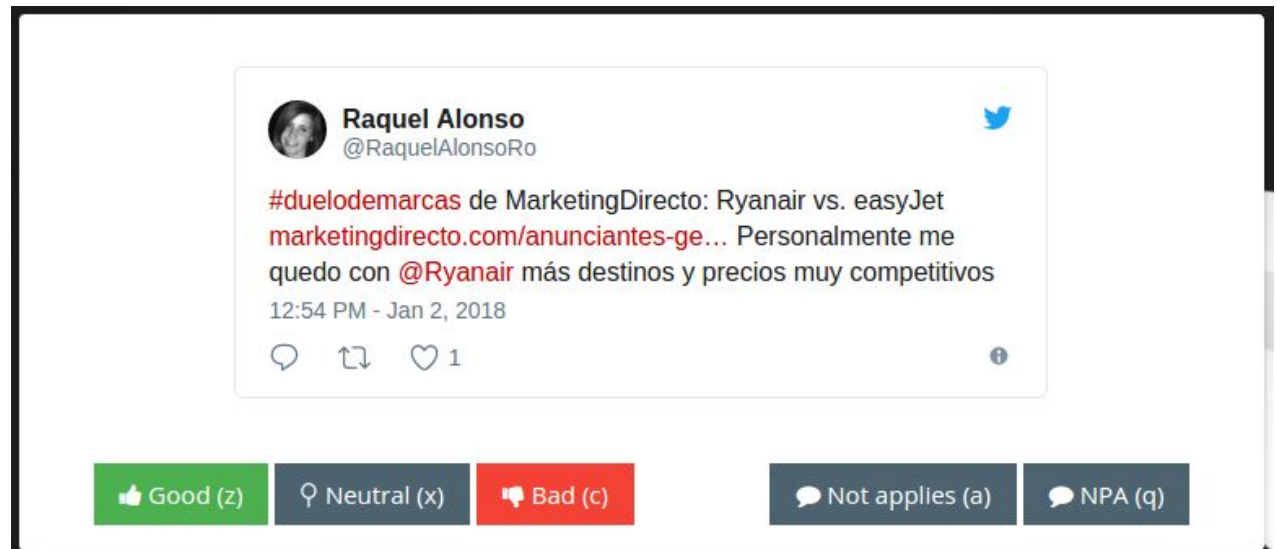 Raquel Alonso
@RaquelAlonsoRo
#duelodemarcas de MarketingDirecto: Ryanair vs. easyJet
marketingdirecto.com/anunciantes-ge… Personalmente me
quedo con @Ryanair más destinos y precios muy competitivos
12:54 PM - Jan 2, 2018
1
Good (z) Neutral (x) Bad (c) Not applies (a) NPA (q)